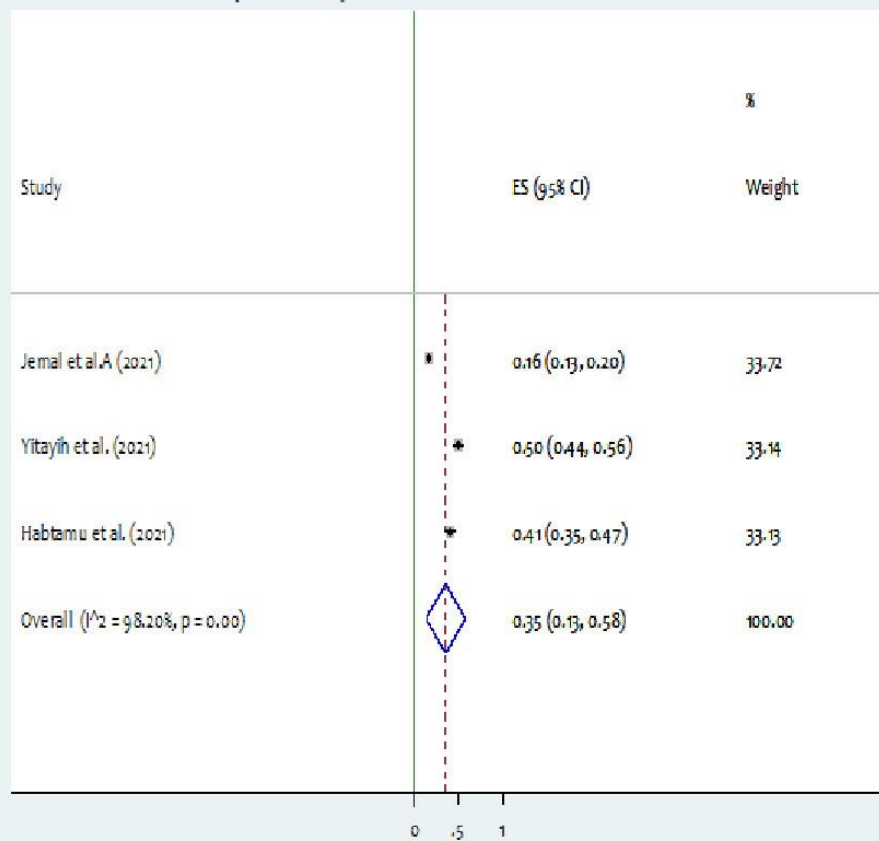 %
Study ES (95% CI) Weight
Jemal et al.A (2021) 0.16 (0.13, 0.20) 33.72
Yitayih et al. (2021) 0.50 (0.44, 0.56) 33.14
Habtamu et al. (2021) 0.41 (0.35, 0.47) 33.13
Overall (I^2 = 98.20%, p = 0.00) 0.35 (0.13, 0.58) 100.00
0 .5 1